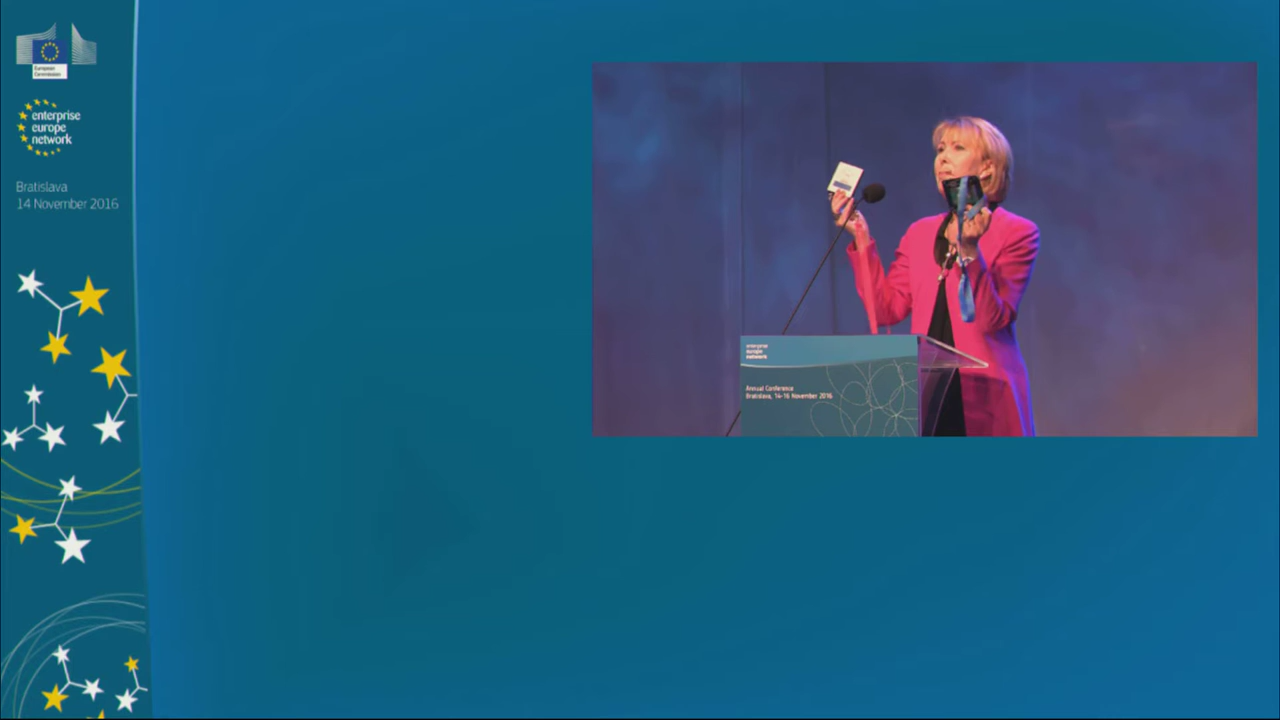 European
Commission
enterprise
europe
network
Bratislava
14 November 2016
enterprise
europe
network
Annual Conference
Bratislava, 14-16 November 2016